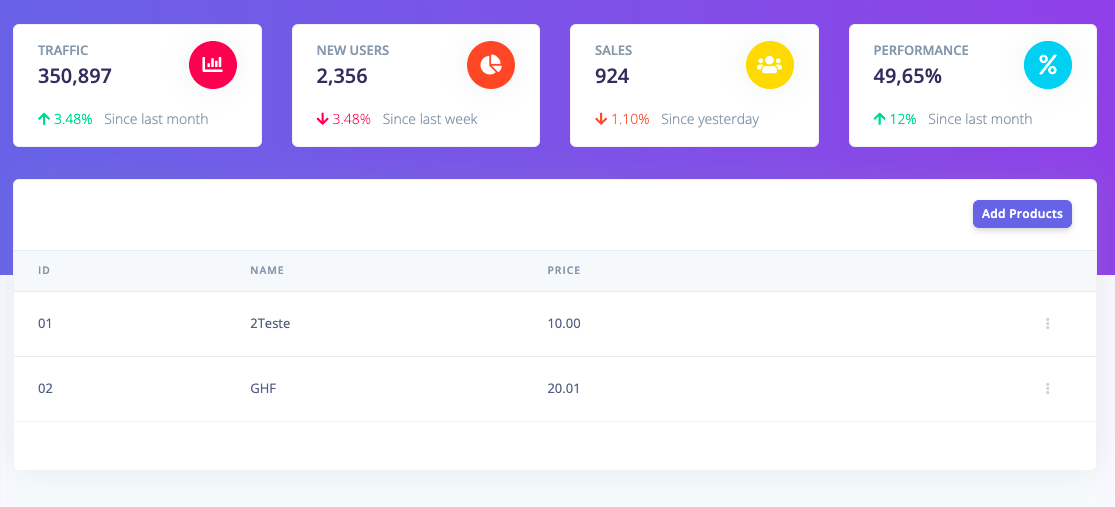 TRAFFIC
350,897
3.48% Since last month
NEW USERS
2,356
3.48% Since last week
SALES
924
1.10% Since yesterday
PERFORMANCE
49,65%
12% Since last month
Add Products
ID NAME PRICE
01 2Teste 10.00
02 GHF 20.01